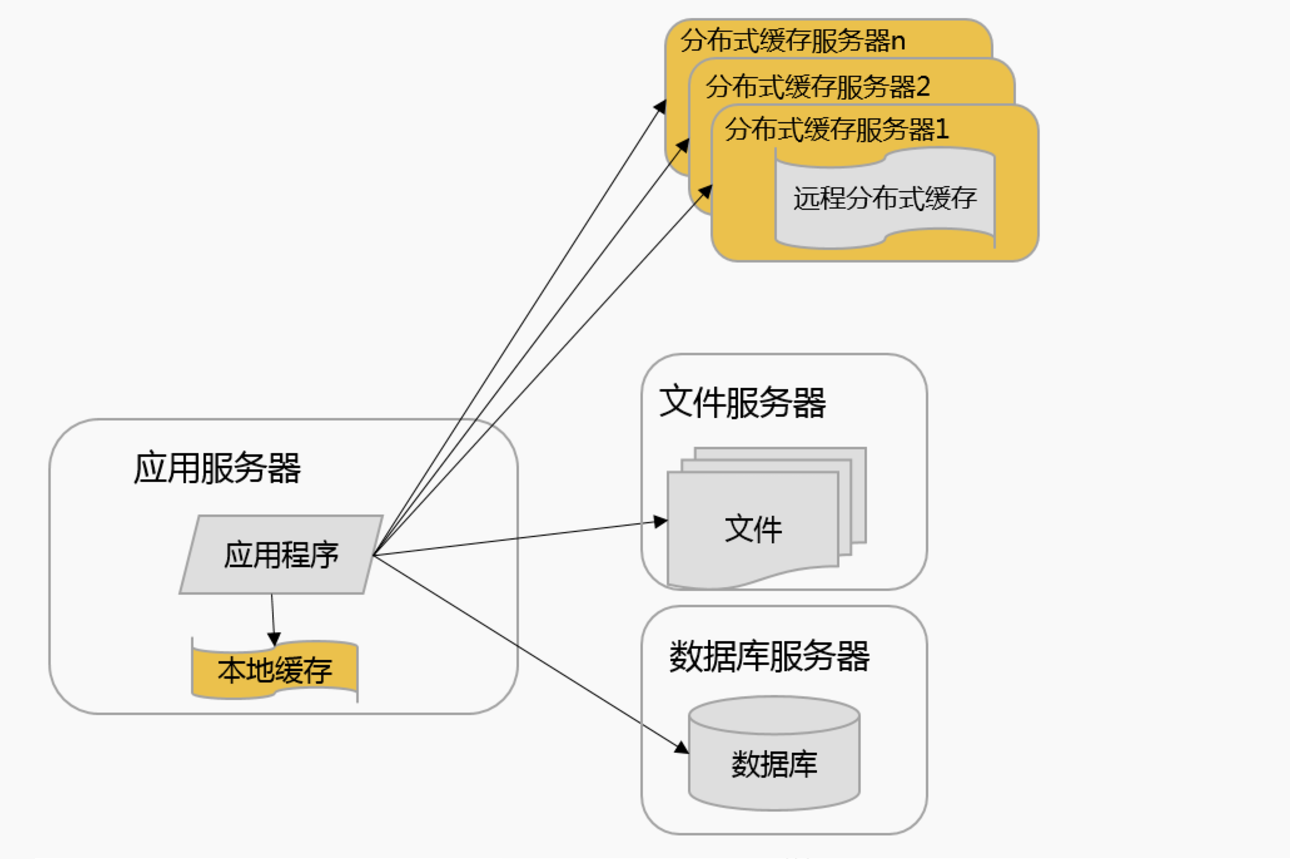 分布式缓存服务器n
分布式缓存服务器2
分布式缓存服务器1
远程分布式缓存
文件服务器
文件
应用服务器
应用程序
本地缓存
数据库服务器
数据库